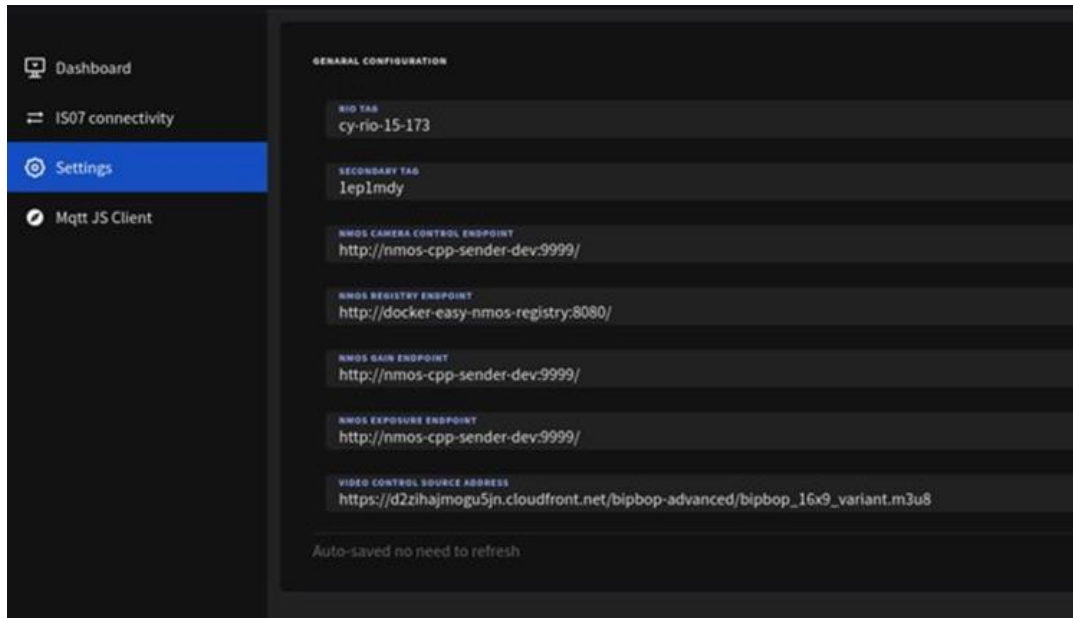 Dashboard
IS07 connectivity
Settings
Mqtt JS Client
GENARAL CONFIGURATION
RIO TAG
cy-rio-15-173
SECONDARY TAG
1ep1mdy
NMOS CAMERA CONTROL ENDPOINT
http://nmos-cpp-sender-dev:9999/
NMOS REGISTRY ENDPOINT
http://docker-easy-nmos-registry:8080/
NMOS GAIN ENDPOINT
http://nmos-cpp-sender-dev:9999/
NMOS EXPOSURE ENDPOINT
http://nmos-cpp-sender-dev:9999/
VIDEO CONTROL SOURCE ADDRESS
https://d2zihajmogu5jn.cloudfront.net/bipbop-advanced/bipbop_16x9_variant.m3u8
Auto-saved no need to refresh